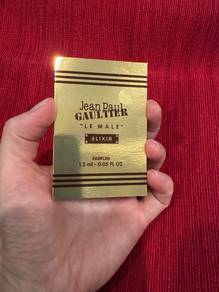 Jean Paul
GAULTIER
"LE MALE"
ELIXIR
PARFUM
1.5 ml - 0.05 FL. OZ